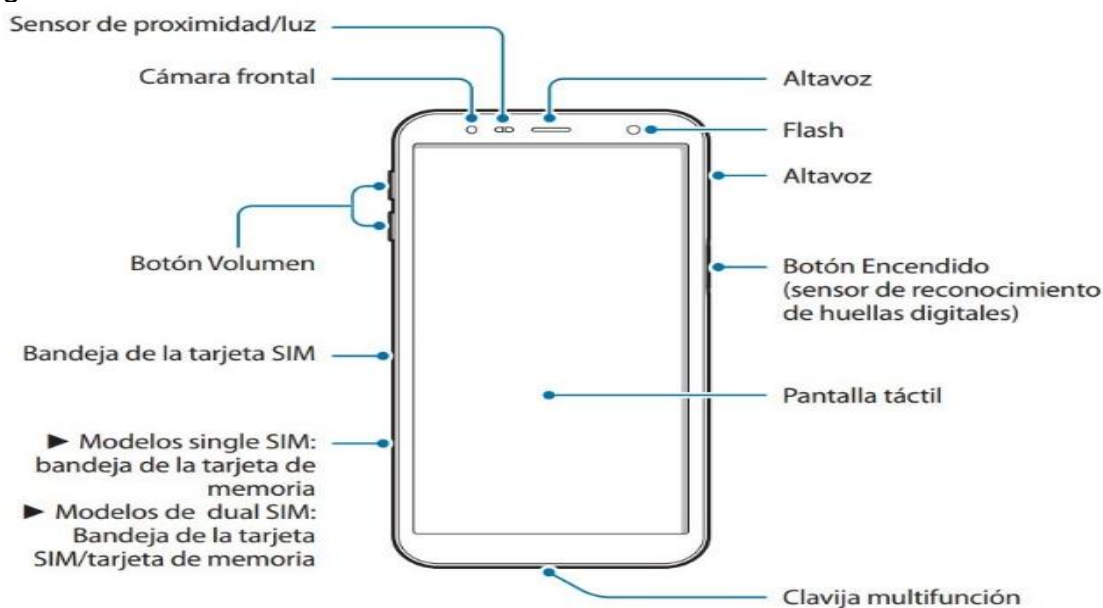 Sensor de proximidad/luz
Cámara frontal
Botón Volumen
Bandeja de la tarjeta SIM
► Modelos single SIM:
bandeja de la tarjeta de
memoria
► Modelos de dual SIM:
Bandeja de la tarjeta
SIM/tarjeta de memoria
Altavoz
Flash
Altavoz
Botón Encendido
(sensor de reconocimiento
de huellas digitales)
Pantalla táctil
Clavija multifunción